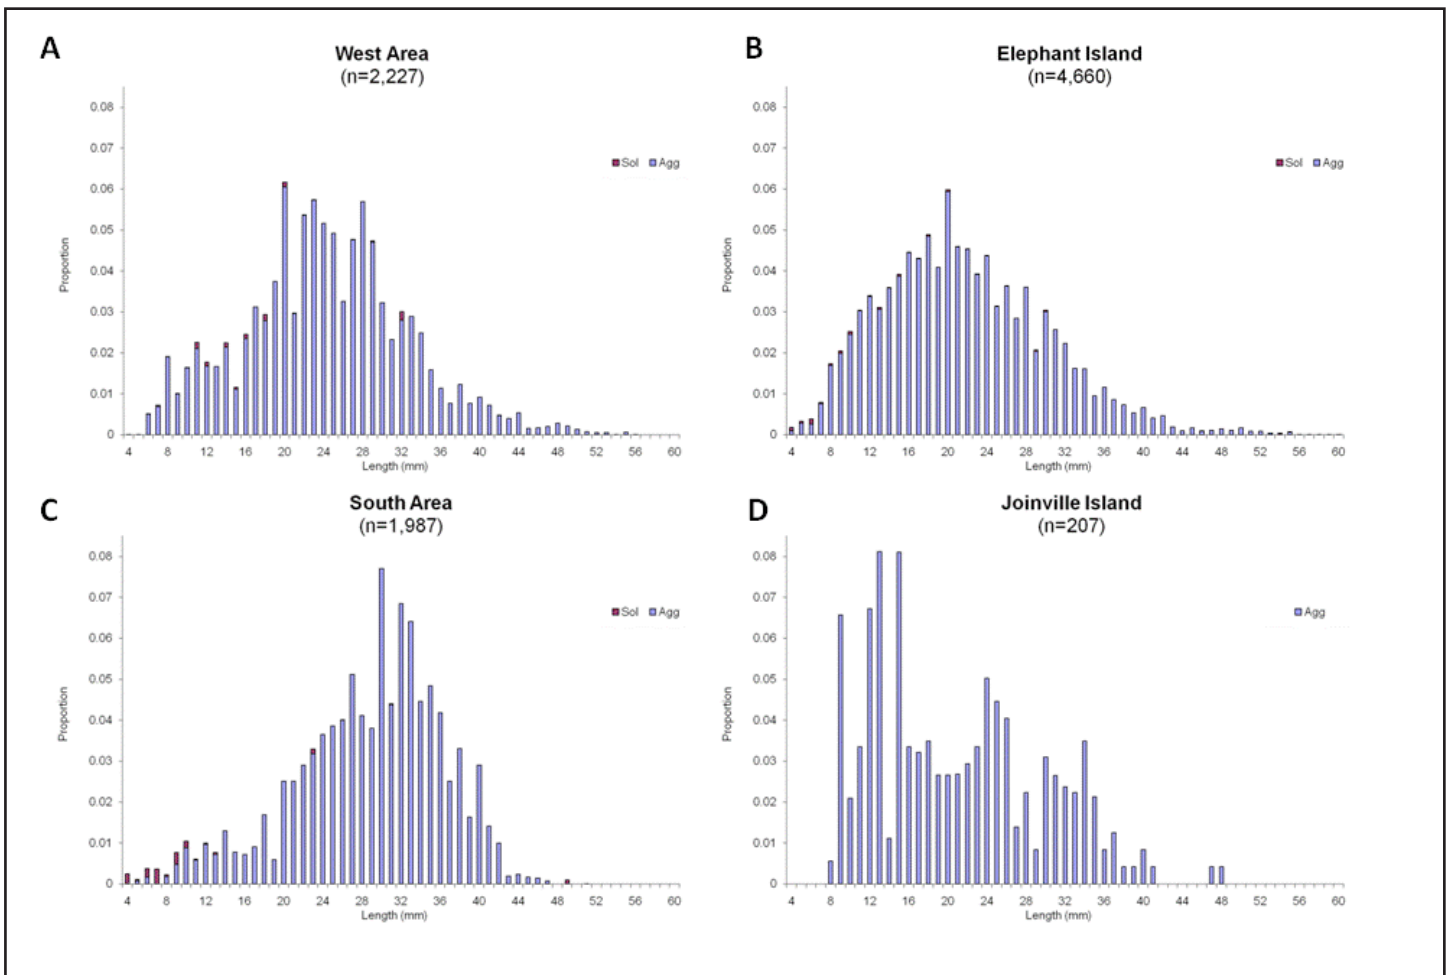 A
West Area
(n=2,227)
0.08
0.07
0.06
0.05
0.04
0.03
0.02
0.01
0
Proportion
Sol Agg
4 8 12 16 20 24 28 32 36 40 44 48 52 56 60
Length (mm)
B
Elephant Island
(n=4,660)
0.08
0.07
0.06
0.05
0.04
0.03
0.02
0.01
0
Proportion
Sol Agg
4 8 12 16 20 24 28 32 36 40 44 48 52 56 60
Length (mm)
C
South Area
(n=1,987)
0.08
0.07
0.06
0.05
0.04
0.03
0.02
0.01
0
Proportion
Sol Agg
4 8 12 16 20 24 28 32 36 40 44 48 52 56 60
Length (mm)
D
Joinville Island
(n=207)
0.08
0.07
0.06
0.05
0.04
0.03
0.02
0.01
0
Proportion
Agg
4 8 12 16 20 24 28 32 36 40 44 48 52 56 60
Length (mm)